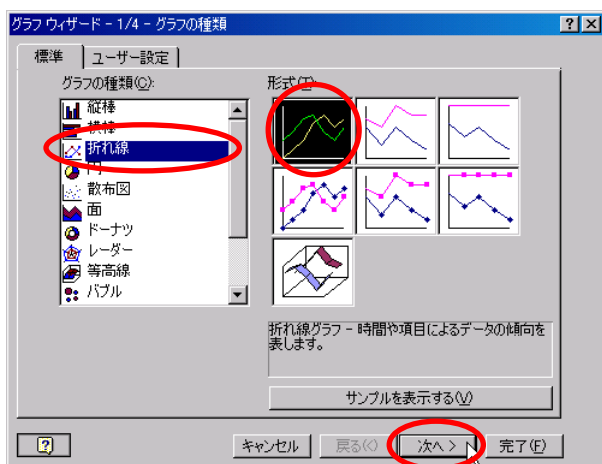 グラフ ウィザード - 1/4 - グラフの種類
標準 ユーザー設定
グラフの種類(C):
縦棒
横棒
折れ線
円
散布図
面
ドーナツ
レーダー
等高線
バブル
形式(T):
折れ線グラフ - 時間や項目によるデータの傾向を
表します。
サンプルを表示する(V)
キャンセル 戻る(<) 次へ > 完了(F)